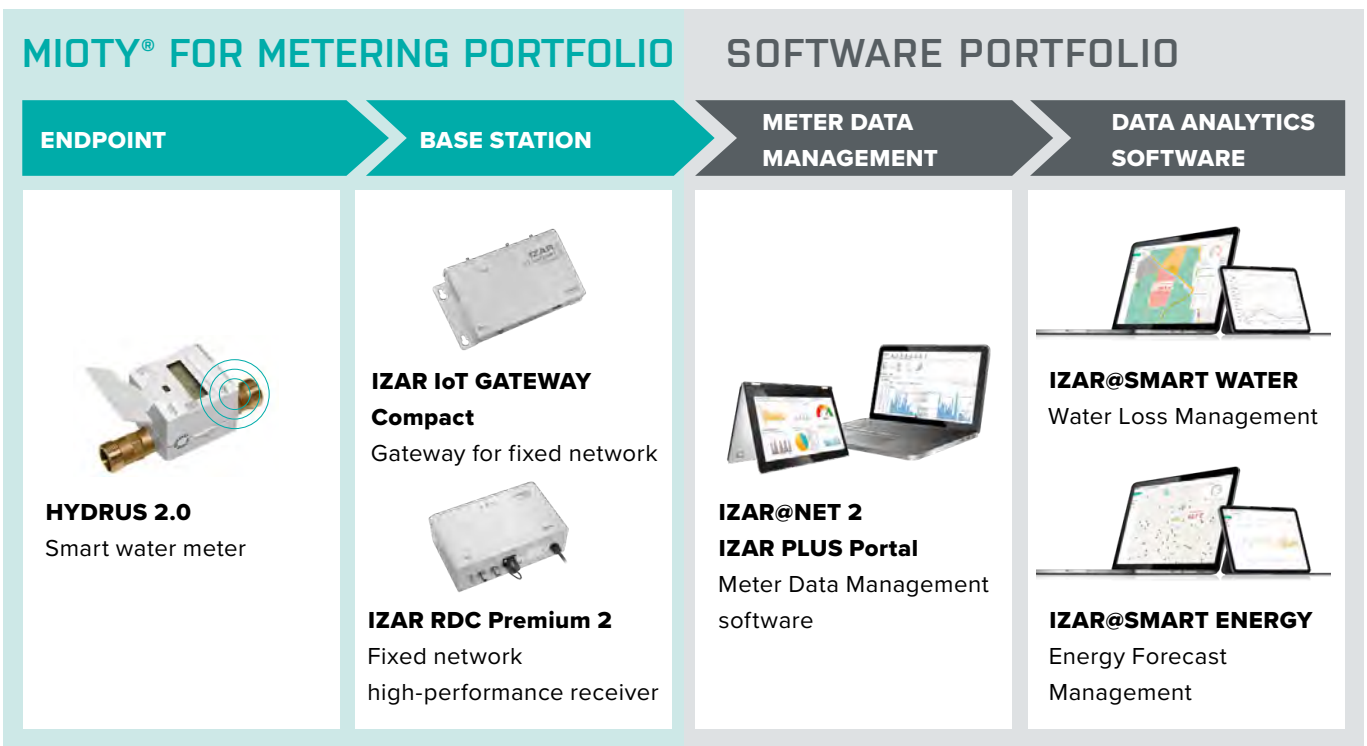 MIOTY® FOR METERING PORTFOLIO
SOFTWARE PORTFOLIO
ENDPOINT
BASE STATION
METER DATA
MANAGEMENT
DATA ANALYTICS
SOFTWARE
HYDRUS 2.0
Smart water meter
IZAR
IZAR IoT GATEWAY
Compact
Gateway for fixed network
IZAR RDC Premium 2
Fixed network
high-performance receiver
IZAR@NET 2
IZAR PLUS Portal
Meter Data Management
software
IZAR@SMART WATER
Water Loss Management
IZAR@SMART ENERGY
Energy Forecast
Management